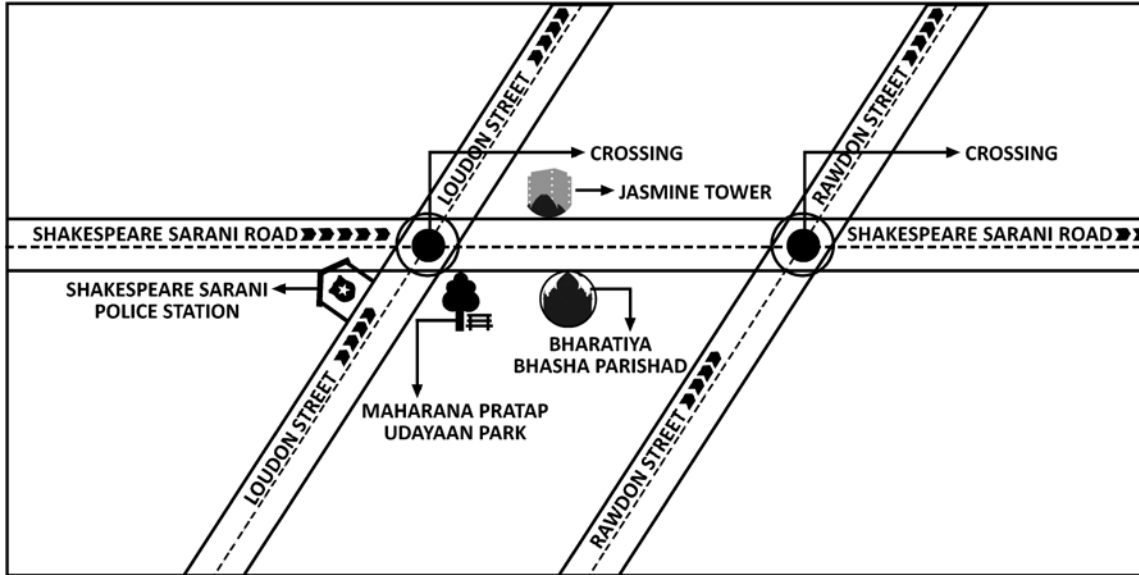 LOUDON STREET
RAWDON STREET
CROSSING
CROSSING
JASMINE TOWER
SHAKESPEARE SARANI ROAD
SHAKESPEARE SARANI ROAD
SHAKESPEARE SARANI
POLICE STATION
BHARATIYA
BHASHA PARISHAD
MAHARANA PRATAP
UDAYAAN PARK
LOUDON STREET
RAWDON STREET